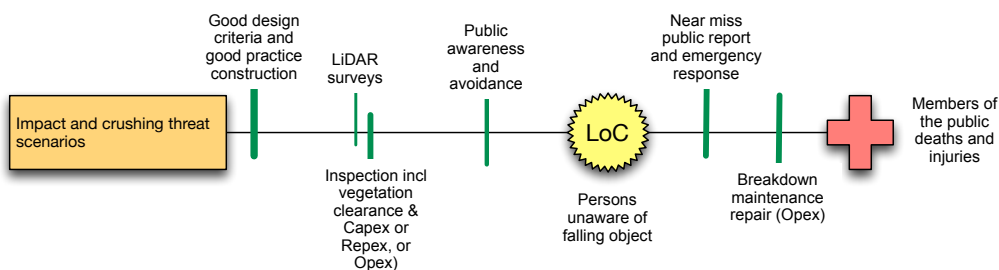 Good design
criteria and
good practice
construction
LiDAR
surveys
Public
awareness
and
avoidance
Near miss
public report
and emergency
response
Impact and crushing threat
scenarios
LoC
Members of
the public
deaths and
injuries
Inspection incl
vegetation
clearance &
Capex or
Repex, or
Opex)
Persons
unaware of
falling object
Breakdown
maintenance
repair (Opex)